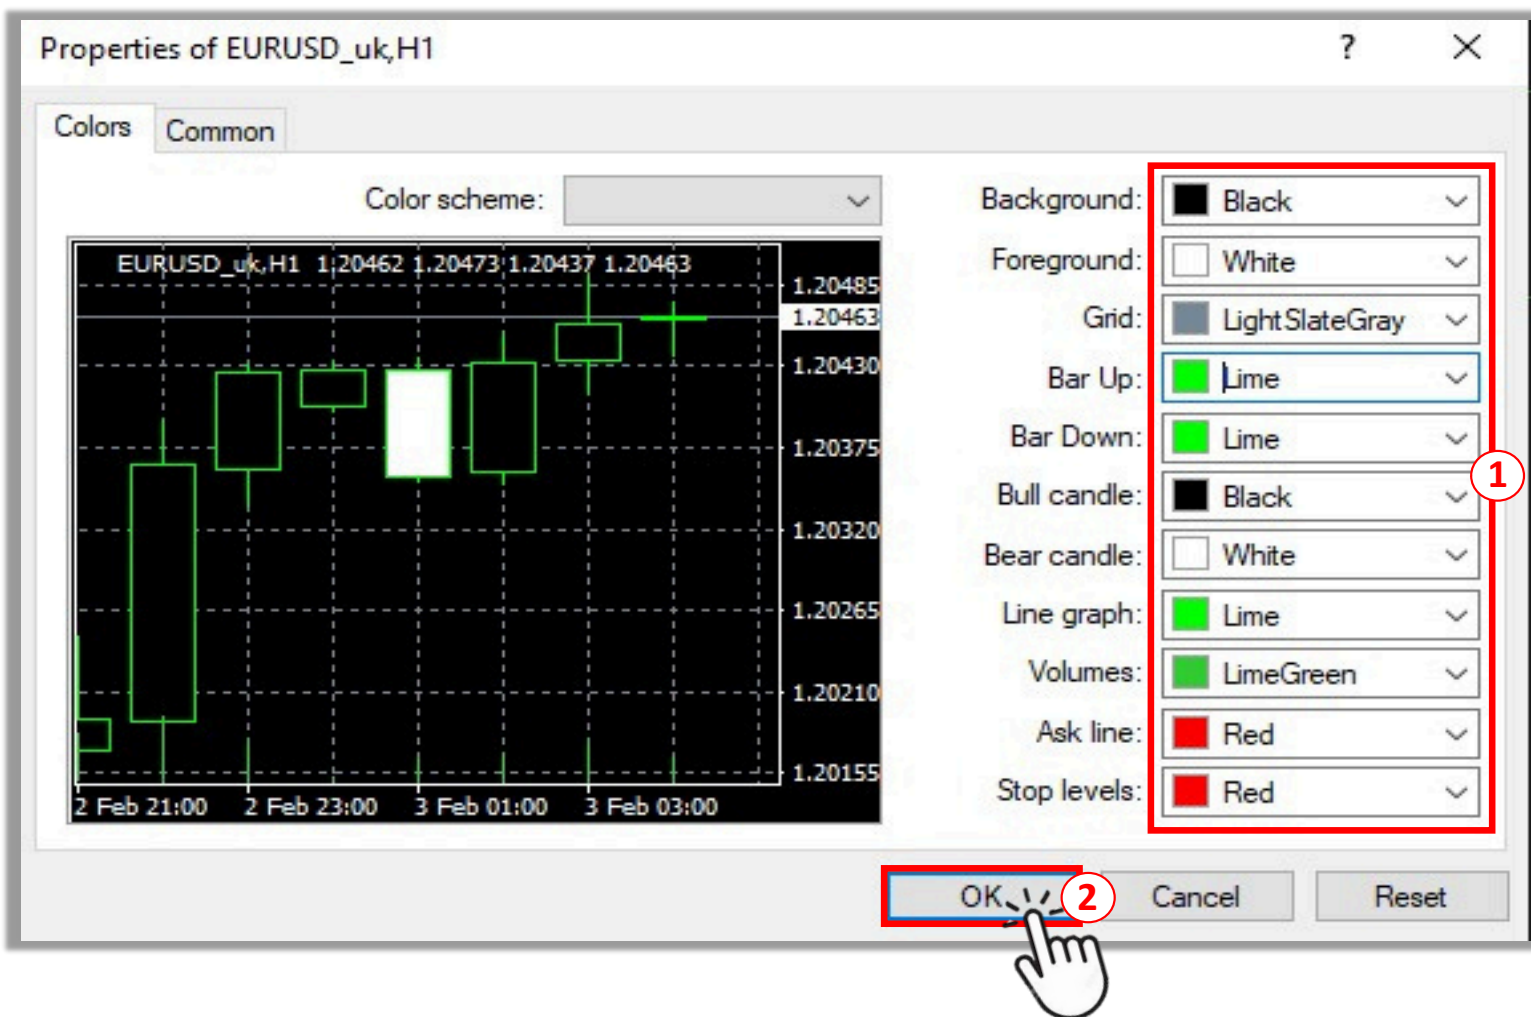 Properties of EURUSD_uk,H1
?
Colors
Common
Color scheme:
EURUSD_uk,H1 1.20462 1.20473 1.20437 1.20463
1.20485
1.20463
1.20430
1.20375
1.20320
1.20265
1.20210
1.20155
2 Feb 21:00 2 Feb 23:00 3 Feb 01:00 3 Feb 03:00
Background: Black
Foreground: White
Grid: LightSlateGray
Bar Up: Lime
Bar Down: Lime
1
Bull candle: Black
Bear candle: White
Line graph: Lime
Volumes: LimeGreen
Ask line: Red
Stop levels: Red
OK 2 Cancel Reset